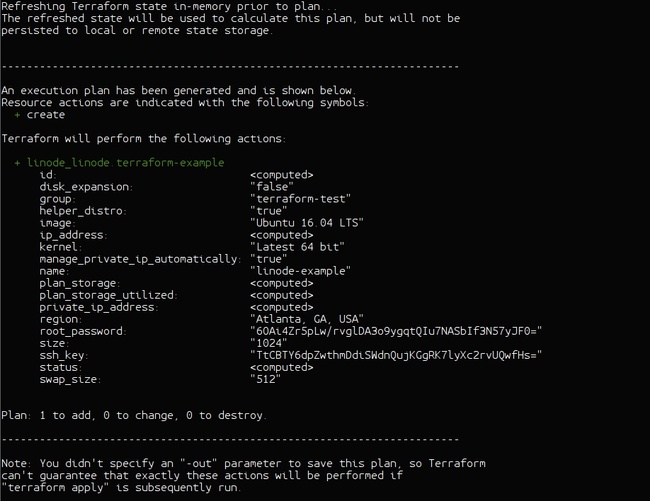 Refreshing Terraform state in-memory prior to plan...
The refreshed state will be used to calculate this plan, but will not be
persisted to local or remote state storage.
------------------------------------------------------------------------
An execution plan has been generated and is shown below.
Resource actions are indicated with the following symbols:
+ create
Terraform will perform the following actions:
+ linode_linode.terraform-example
id: <computed>
disk_expansion: "false"
group: "terraform-test"
helper_distro: "true"
image: "Ubuntu 16.04 LTS"
ip_address: <computed>
kernel: "Latest 64 bit"
manage_private_ip_automatically: "true"
name: "linode-example"
plan_storage: <computed>
plan_storage_utilized: <computed>
private_ip_address: <computed>
region: "Atlanta, GA, USA"
root_password: "6OAi4Zr5pLw/rvglDA3o9ygqtQIu7NASbIf3N57yJF0="
size: "1024"
ssh_key: "TtCBTY6dpZwthmDdiSWdnQujKGgRK7lyXc2rvUQwfHs="
status: <computed>
swap_size: "512"
Plan: 1 to add, 0 to change, 0 to destroy.
------------------------------------------------------------------------
Note: You didn't specify an "-out" parameter to save this plan, so Terraform
can't guarantee that exactly these actions will be performed if
"terraform apply" is subsequently run.